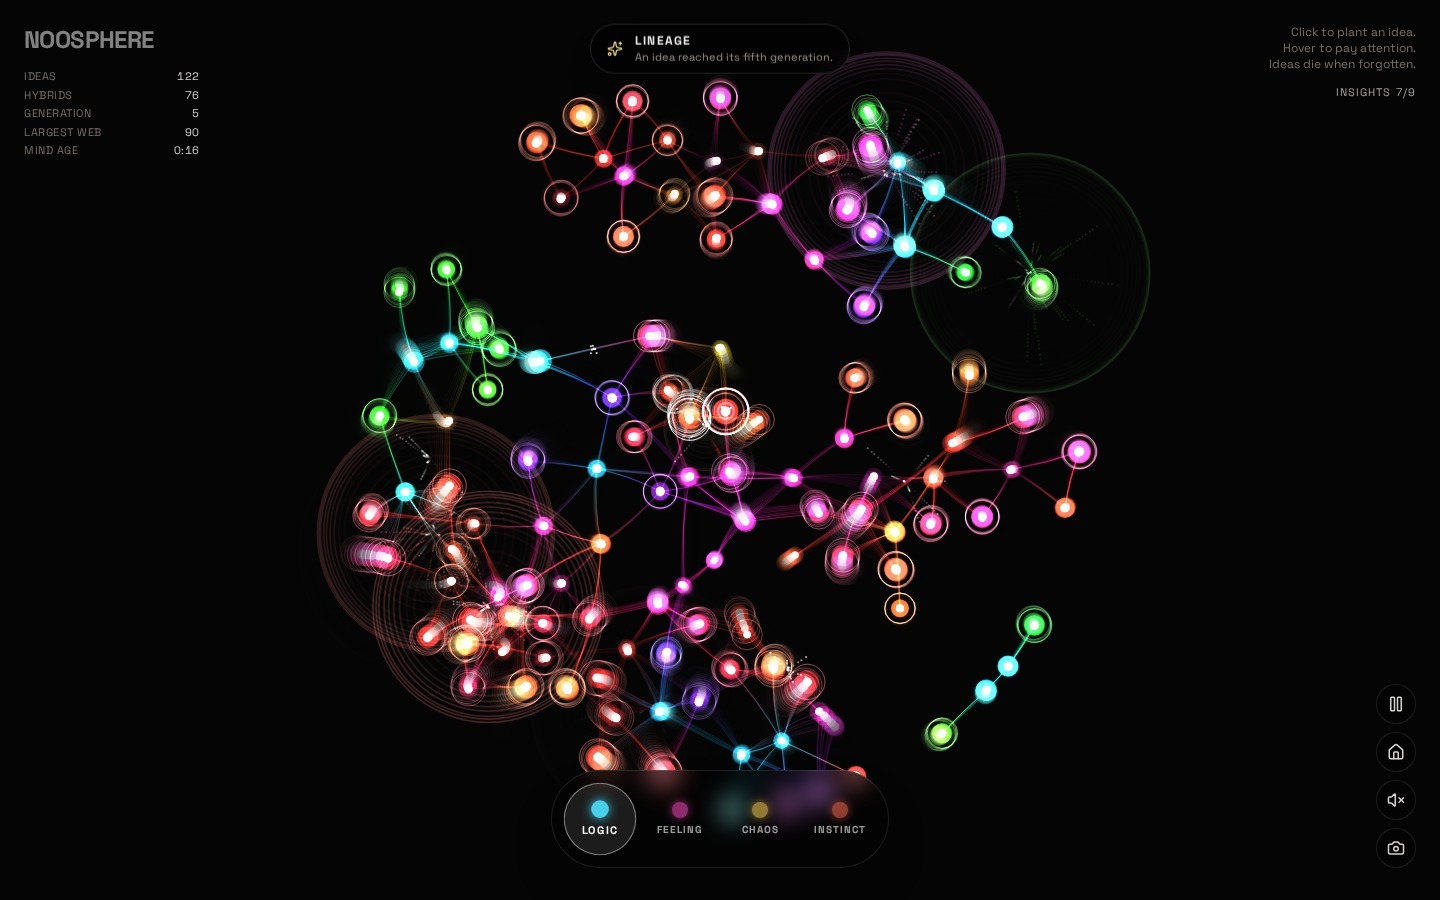 NOOSPHERE
IDEAS 122
HYBRIDS 76
GENERATION 5
LARGEST WEB 90
MIND AGE 0:16
LINEAGE
An idea reached its fifth generation.
Click to plant an idea.
Hover to pay attention.
Ideas die when forgotten.
INSIGHTS 7/9
LOGIC FEELING CHAOS INSTINCT